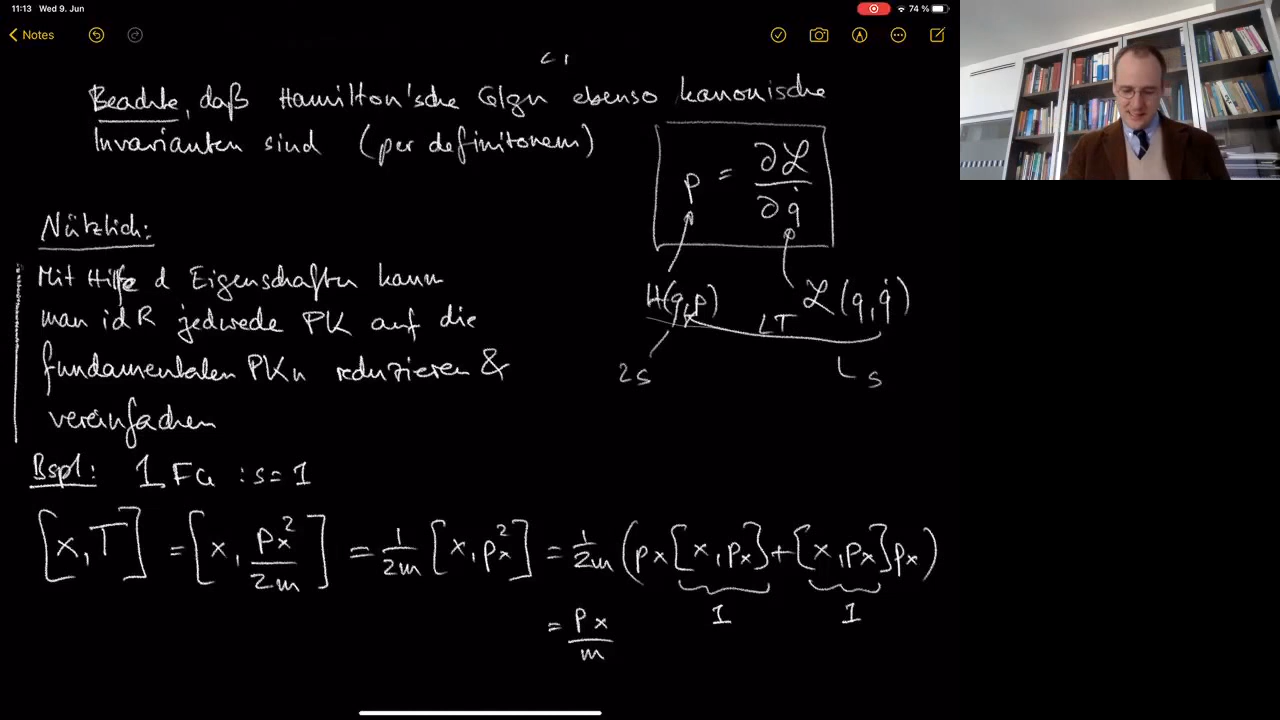 11:13 Wed 9. Jun
74 %
Notes
Beachte, daß Hamilton'sche Glgn ebenso kanonische
Invarianten sind (per definitonem)
p = ∂ℒ/∂q̇
H(q,p) LT ℒ(q,q̇)
2s s
Nützlich:
Mit Hilfe d Eigenschaften kann
man idR jedwede PK auf die
fundamentalen PKn reduzieren &
vereinfachen
Bspl: 1 FG : s=1
[x,T] = [x, px²/2m] = 1/2m [x,px²] = 1/2m (px[x,px]+[x,px]px)
1 1
= px/m